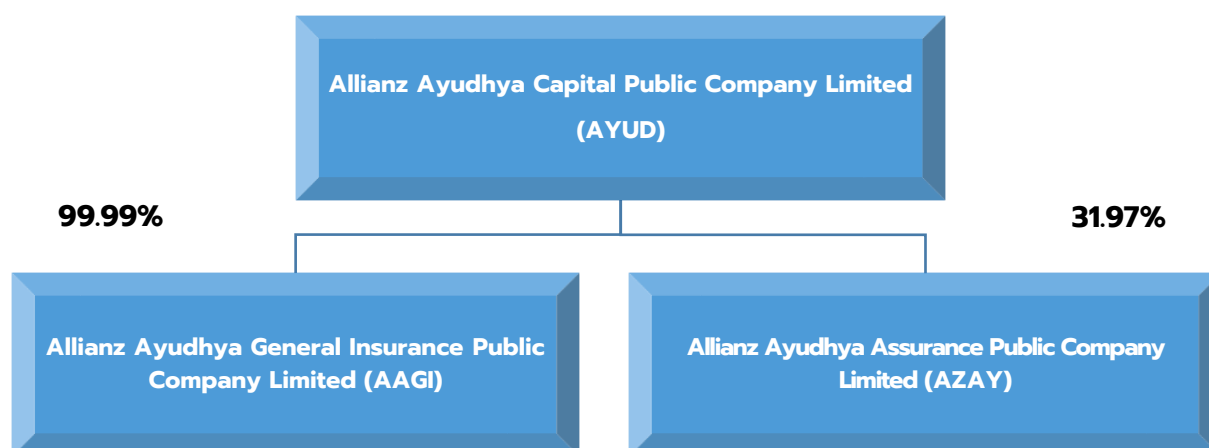 Allianz Ayudhya Capital Public Company Limited
(AYUD)
99.99%
31.97%
Allianz Ayudhya General Insurance Public
Company Limited (AAGI)
Allianz Ayudhya Assurance Public Company
Limited (AZAY)